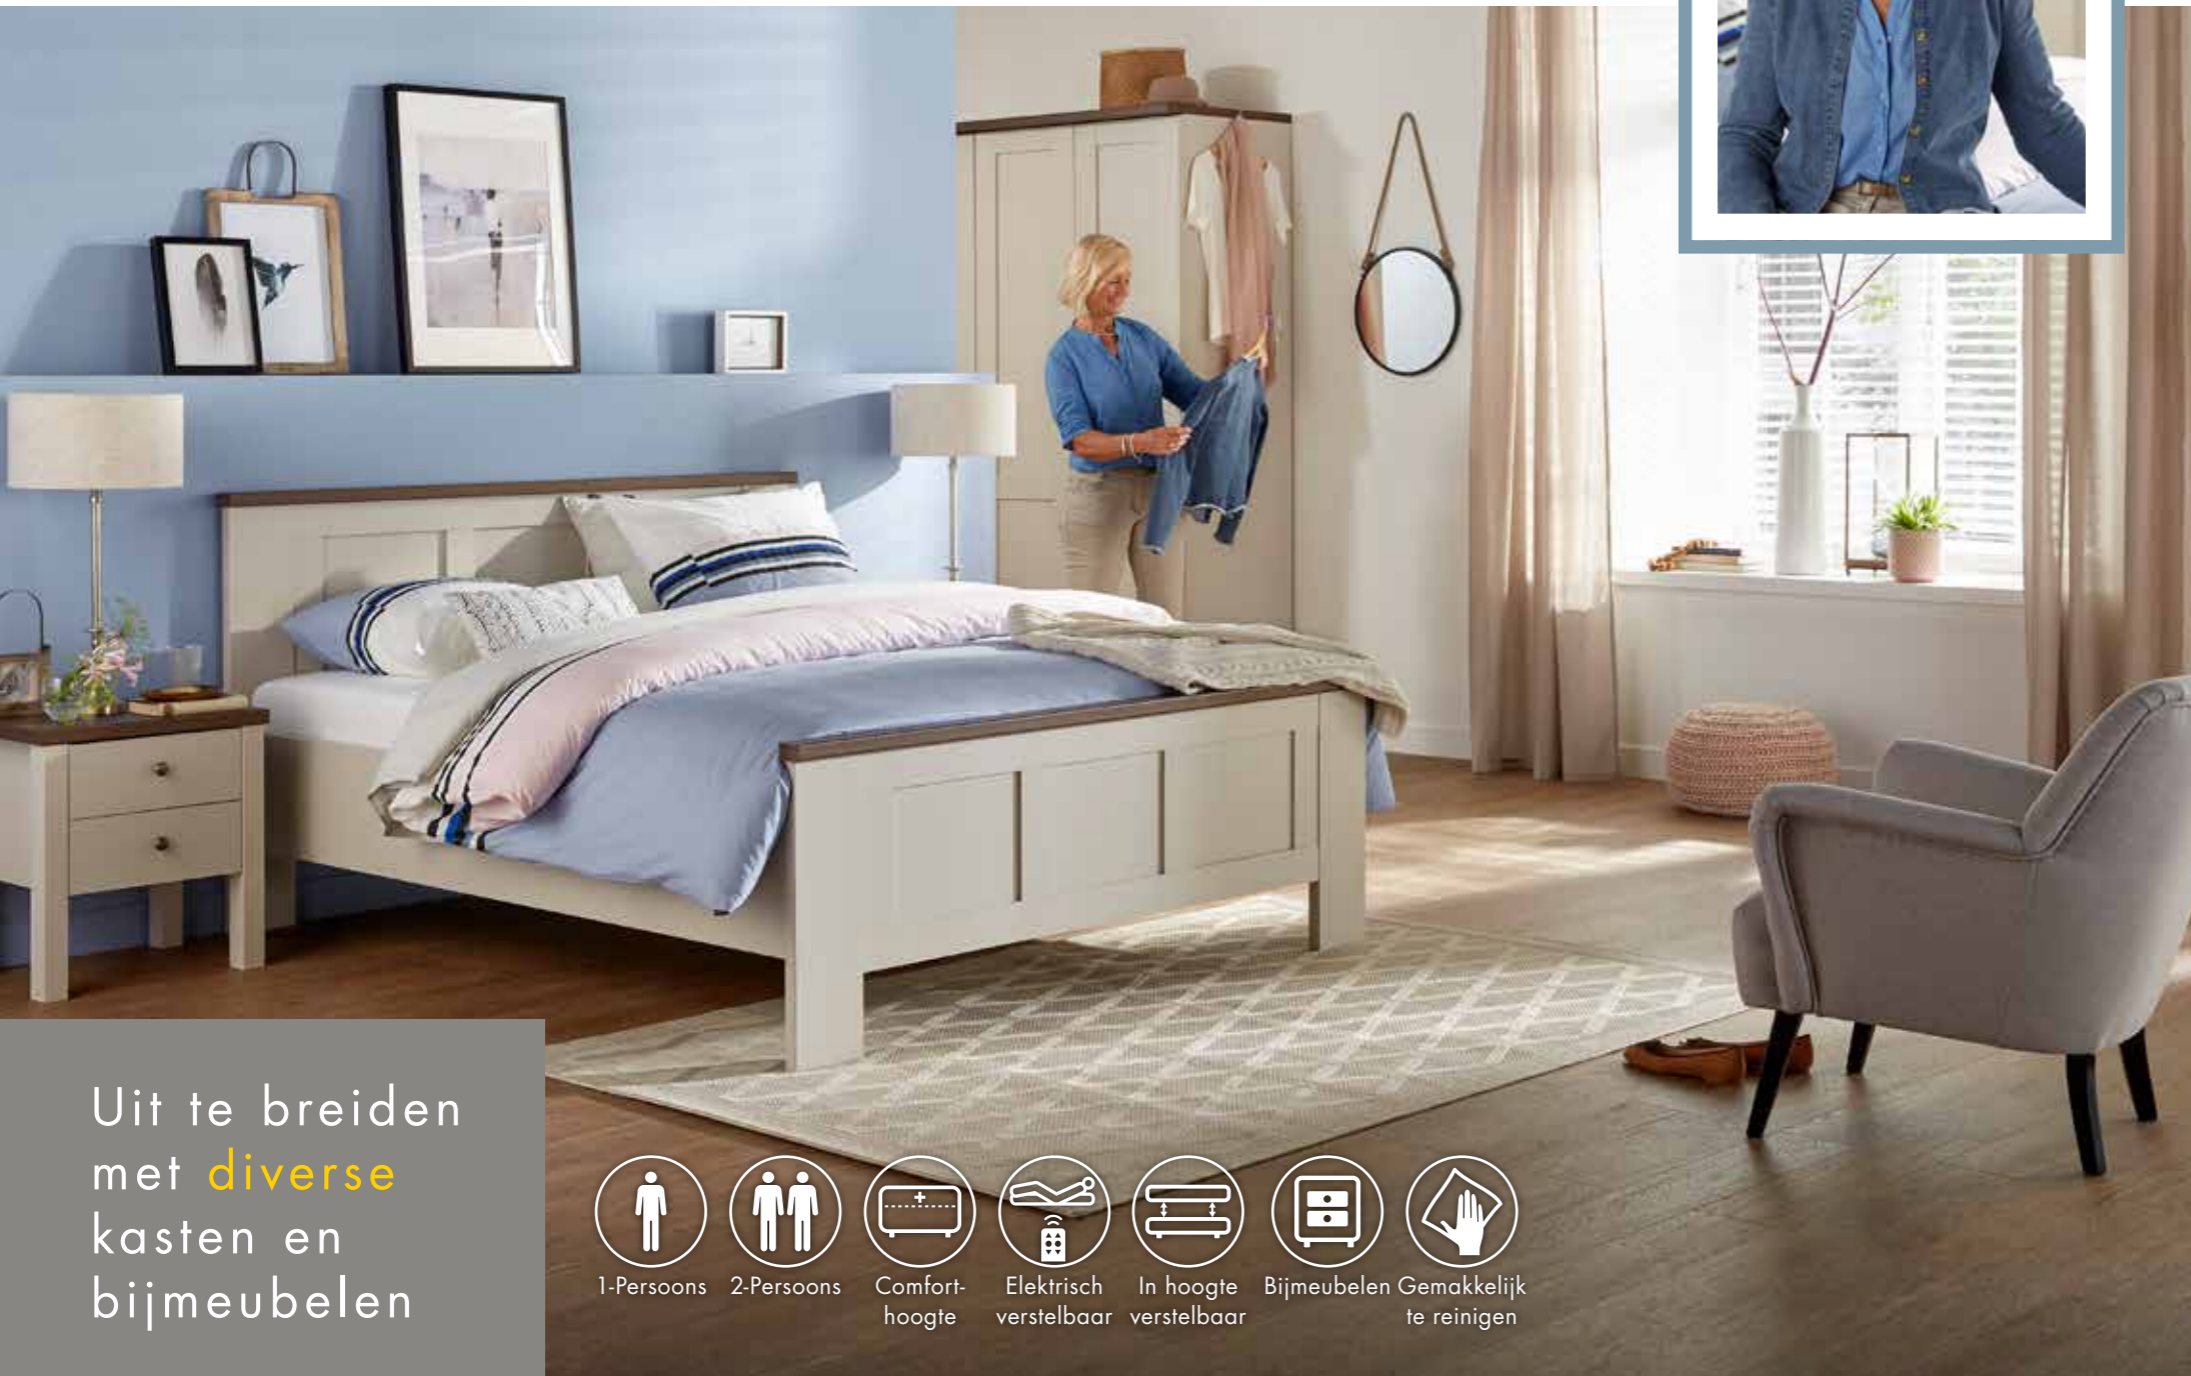 Uit te breiden
met diverse
kasten en
bijmeubelen
1-Persoons
2-Persoons
Comfort-
hoogte
Elektrisch
verstelbaar
In hoogte
verstelbaar
Bijmeubelen
Gemakkelijk
te reinigen